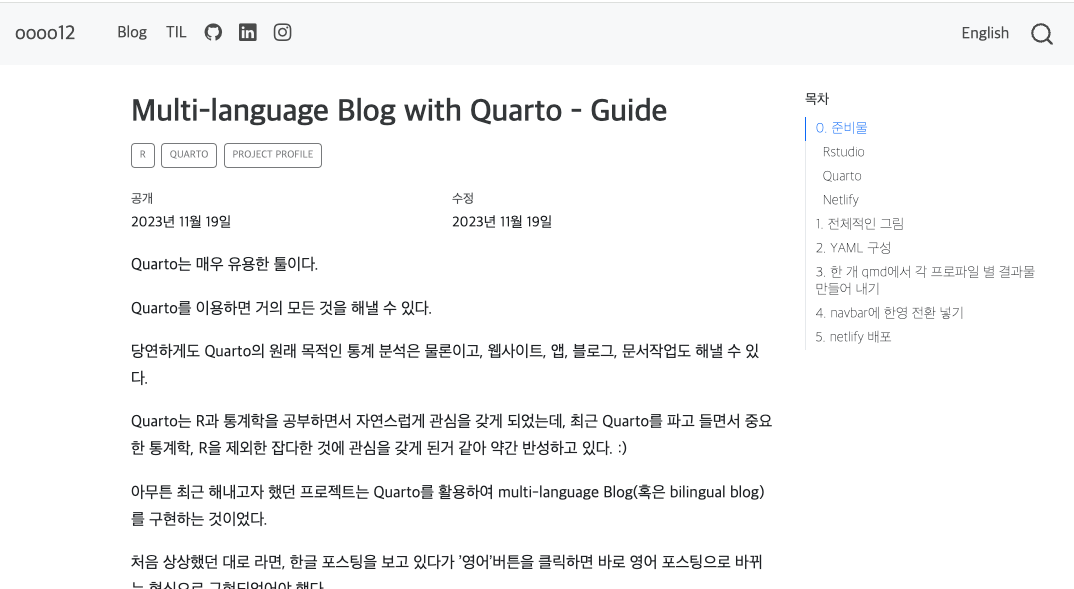 oooo12
Blog
TIL
English
Multi-language Blog with Quarto - Guide
R
QUARTO
PROJECT PROFILE
공개
수정
2023년 11월 19일
2023년 11월 19일
Quarto는 매우 유용한 툴이다.
Quarto를 이용하면 거의 모든 것을 해낼 수 있다.
당연하게도 Quarto의 원래 목적인 통계 분석은 물론이고, 웹사이트, 앱, 블로그, 문서작업도 해낼 수 있
다.
Quarto는 R과 통계학을 공부하면서 자연스럽게 관심을 갖게 되었는데, 최근 Quarto를 파고 들면서 중요
한 통계학, R을 제외한 잡다한 것에 관심을 갖게 된거 같아 약간 반성하고 있다. :)
아무튼 최근 해내고자 했던 프로젝트는 Quarto를 활용하여 multi-language Blog(혹은 bilingual blog)
를 구현하는 것이었다.
처음 상상했던 대로 라면, 한글 포스팅을 보고 있다가 '영어'버튼을 클릭하면 바로 영어 포스팅으로 바뀌
는 형식으로 구현되었어야 했다.
목차
0. 준비물
Rstudio
Quarto
Netlify
1. 전체적인 그림
2. YAML 구성
3. 한 개 qmd에서 각 프로파일 별 결과물
만들어 내기
4. navbar에 한영 전환 넣기
5. netlify 배포